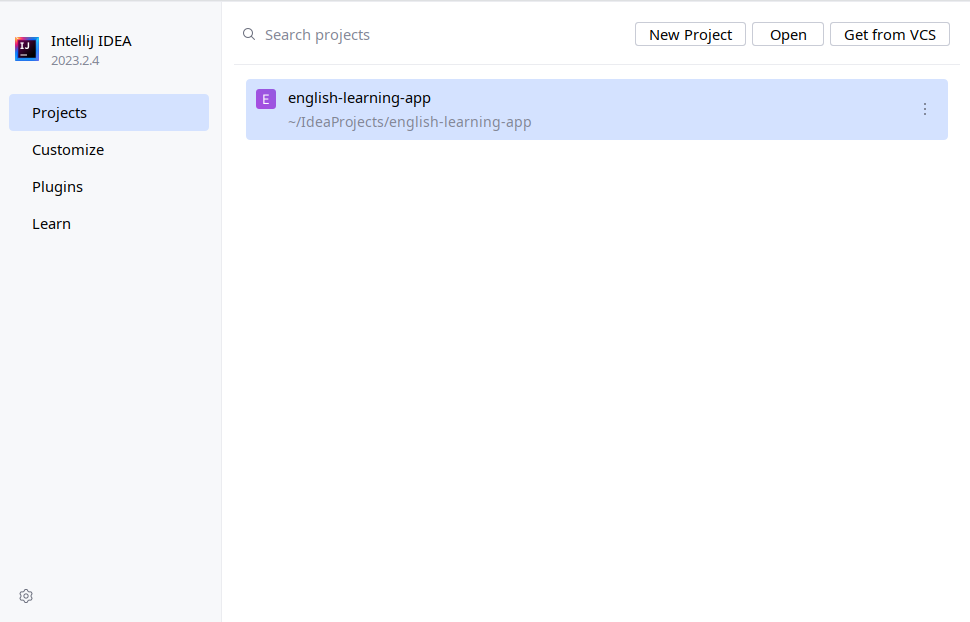 IntelliJ IDEA
2023.2.4
Projects
Customize
Plugins
Learn
Search projects
New Project
Open
Get from VCS
E
english-learning-app
~/IdeaProjects/english-learning-app